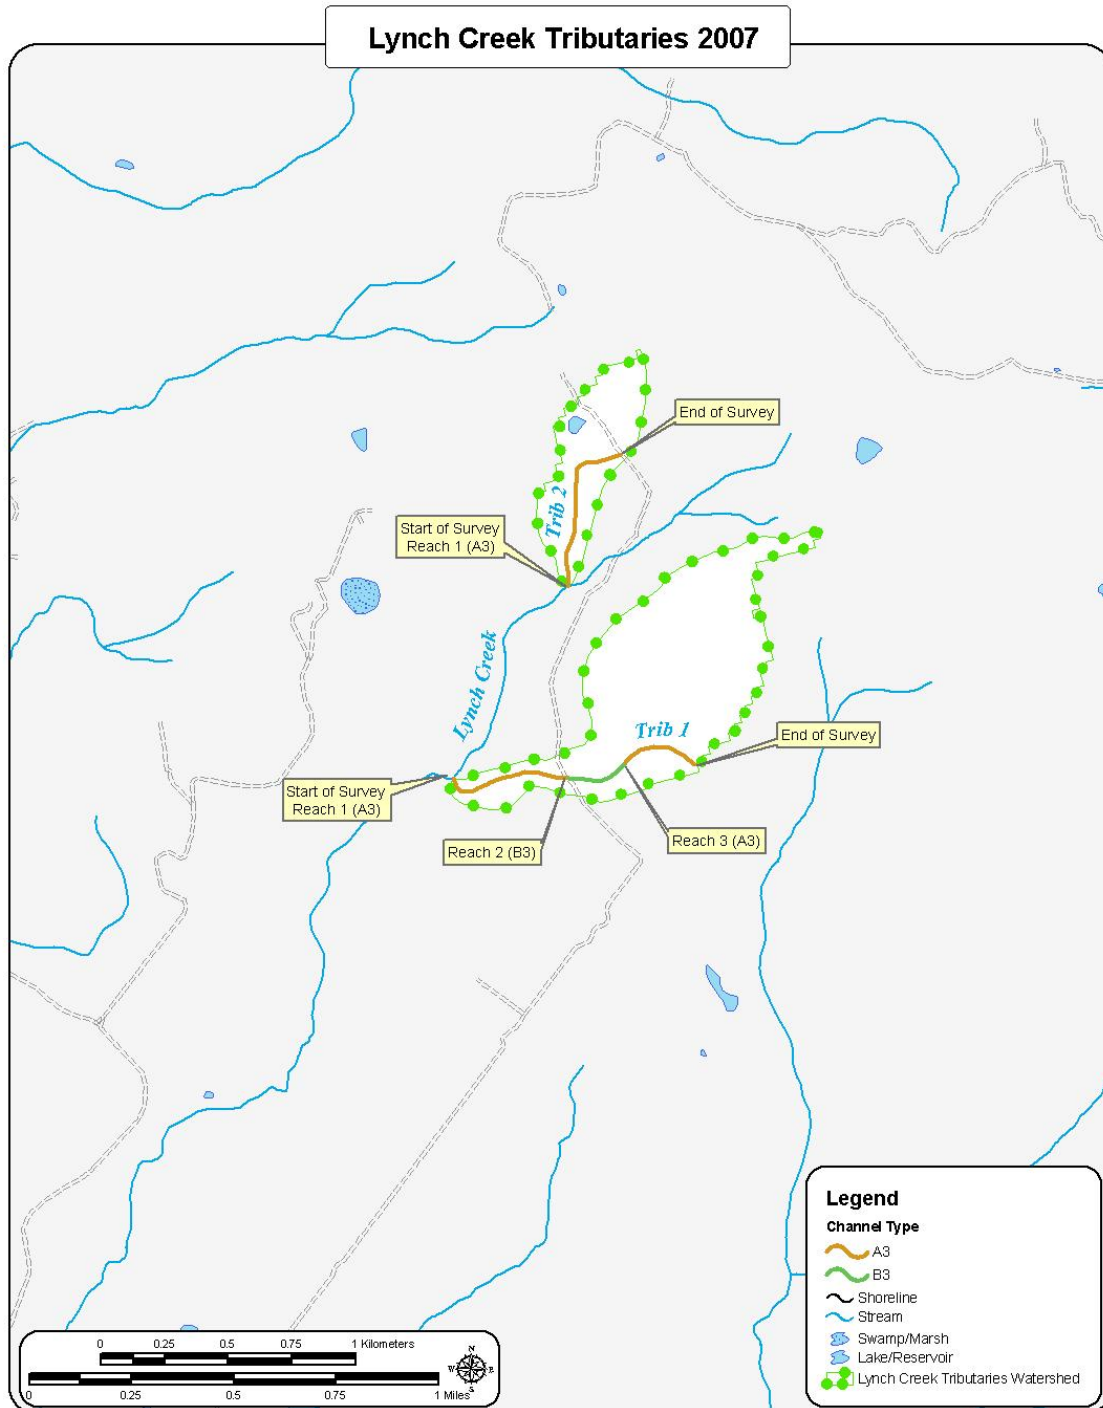 Lynch Creek Tributaries 2007
End of Survey
Trib 2
Start of Survey
Reach 1 (A3)
Lynch Creek
Trib 1
End of Survey
Start of Survey
Reach 1 (A3)
Reach 3 (A3)
Reach 2 (B3)
Legend
Channel Type
A3
B3
Shoreline
Stream
Swamp/Marsh
Lake/Reservoir
Lynch Creek Tributaries Watershed
0 0.25 0.5 0.75 1 Kilometers
0 0.25 0.5 0.75 1 Miles
N
W E
S